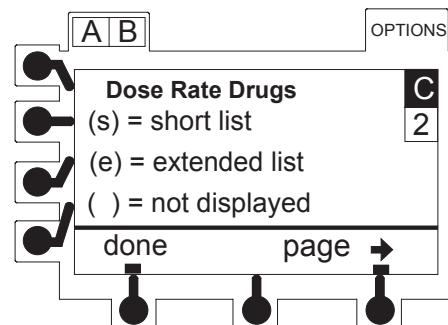 A B
OPTIONS
Dose Rate Drugs
C
(s) = short list
2
(e) = extended list
( ) = not displayed
done page →